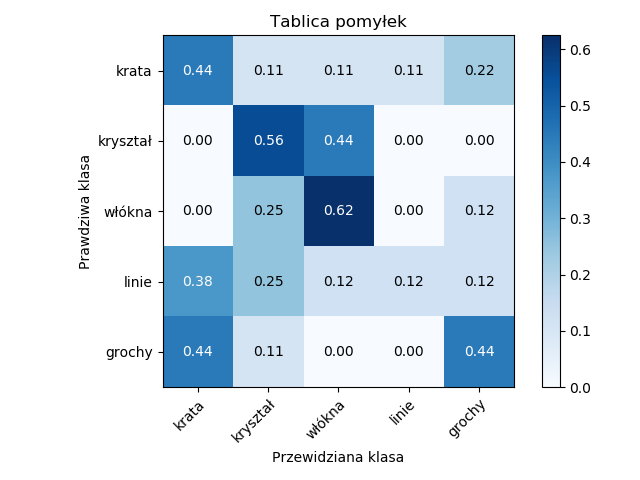 Tablica pomyłek
Prawdziwa klasa
krata 0.44 0.11 0.11 0.11 0.22
kryształ 0.00 0.56 0.44 0.00 0.00
włókna 0.00 0.25 0.62 0.00 0.12
linie 0.38 0.25 0.12 0.12 0.12
grochy 0.44 0.11 0.00 0.00 0.44
krata kryształ włókna linie grochy
Przewidziana klasa
0.6
0.5
0.4
0.3
0.2
0.1
0.0